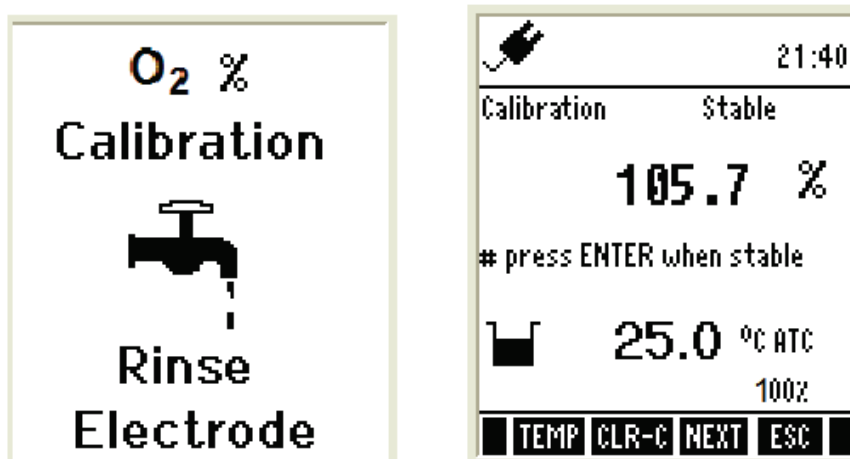 O₂ %
Calibration
Rinse
Electrode
21:40
Calibration Stable
105.7 %
# press ENTER when stable
25.0 ºC ATC
100%
TEMP CLR-C NEXT ESC